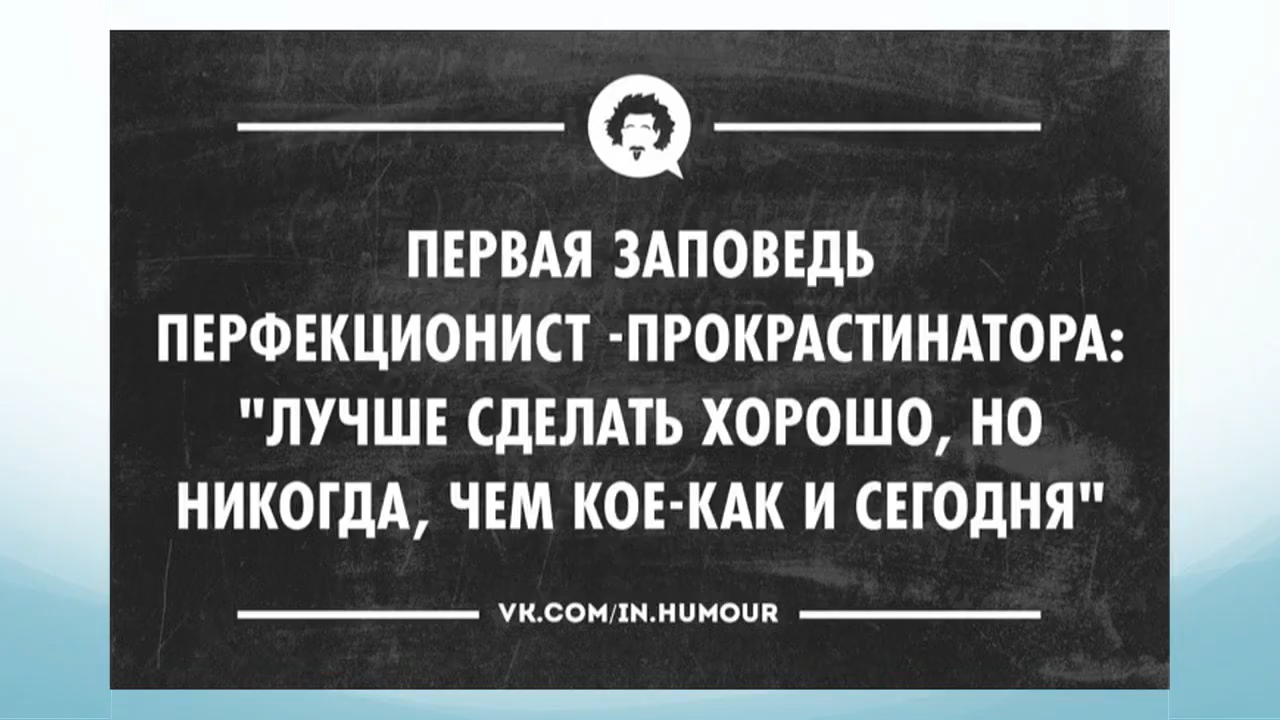 ПЕРВАЯ ЗАПОВЕДЬ
ПЕРФЕКЦИОНИСТ -ПРОКРАСТИНАТОРА:
"ЛУЧШЕ СДЕЛАТЬ ХОРОШО, НО
НИКОГДА, ЧЕМ КОЕ-КАК И СЕГОДНЯ"
VK.COM/IN.HUMOUR